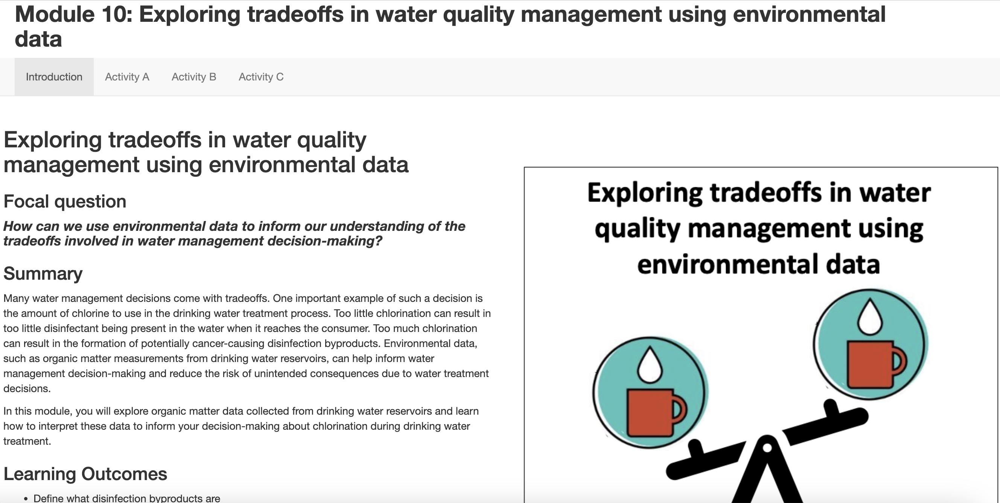 Module 10: Exploring tradeoffs in water quality management using environmental
data
Introduction
Activity A
Activity B
Activity C
Exploring tradeoffs in water quality
management using environmental data
Focal question
How can we use environmental data to inform our understanding of the
tradeoffs involved in water management decision-making?
Summary
Many water management decisions come with tradeoffs. One important example of such a decision is
the amount of chlorine to use in the drinking water treatment process. Too little chlorination can result in
too little disinfectant being present in the water when it reaches the consumer. Too much chlorination
can result in the formation of potentially cancer-causing disinfection byproducts. Environmental data,
such as organic matter measurements from drinking water reservoirs, can help inform water
management decision-making and reduce the risk of unintended consequences due to water treatment
decisions.
In this module, you will explore organic matter data collected from drinking water reservoirs and learn
how to interpret these data to inform your decision-making about chlorination during drinking water
treatment.
Learning Outcomes
• Define what disinfection byproducts are
Exploring tradeoffs in water
quality management using
environmental data